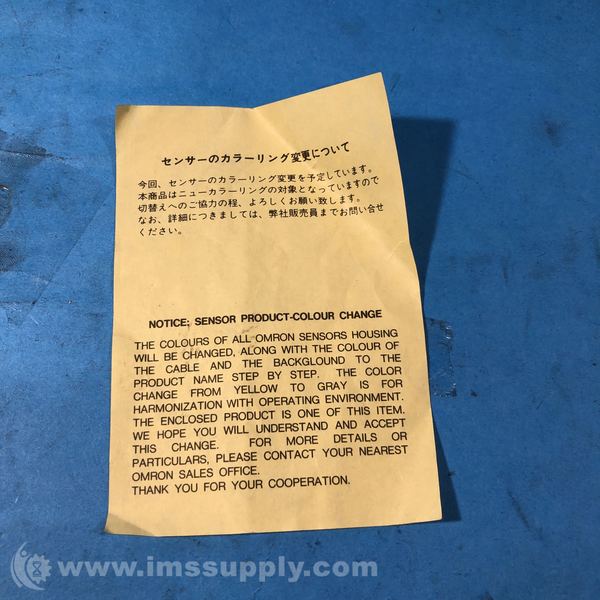 センサーのカラーリング変更について
今回、センサーのカラーリング変更を予定しています。
本商品はニューカラーリングの対象となっていますので
切替えへのご協力の程、よろしくお願い致します。
なお、詳細につきましては、弊社販売員までお問い合せ
ください。
NOTICE: SENSOR PRODUCT-COLOUR CHANGE
THE COLOURS OF ALL OMRON SENSORS HOUSING
WILL BE CHANGED, ALONG WITH THE COLOUR OF
THE CABLE AND THE BACKGLOUND TO THE
PRODUCT NAME STEP BY STEP. THE COLOR
CHANGE FROM YELLOW TO GRAY IS FOR
HARMONIZATION WITH OPERATING ENVIRONMENT.
THE ENCLOSED PRODUCT IS ONE OF THIS ITEM.
WE HOPE YOU WILL UNDERSTAND AND ACCEPT
THIS CHANGE. FOR MORE DETAILS OR
PARTICULARS, PLEASE CONTACT YOUR NEAREST
OMRON SALES OFFICE.
THANK YOU FOR YOUR COOPERATION.
www.imssupply.com